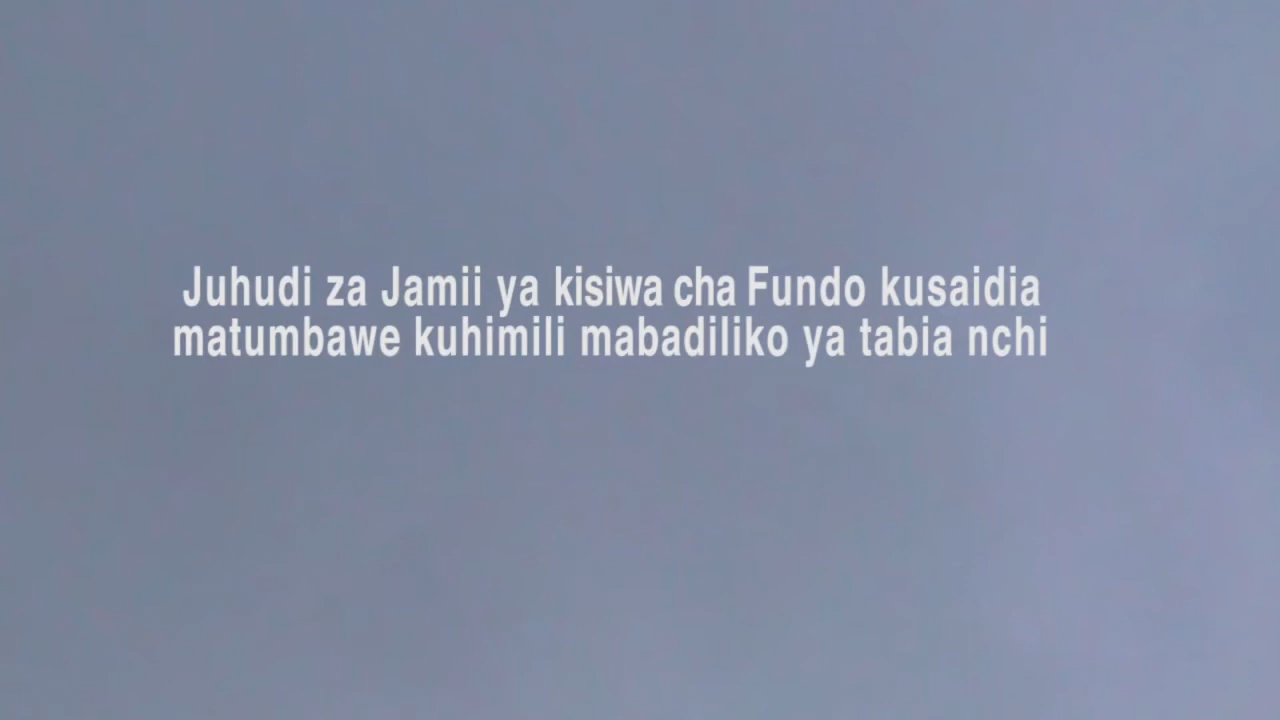 Juhudi za Jamii ya kisiwa cha Fundo kusaidia
matumbawe kuhimili mabadiliko ya tabia nchi